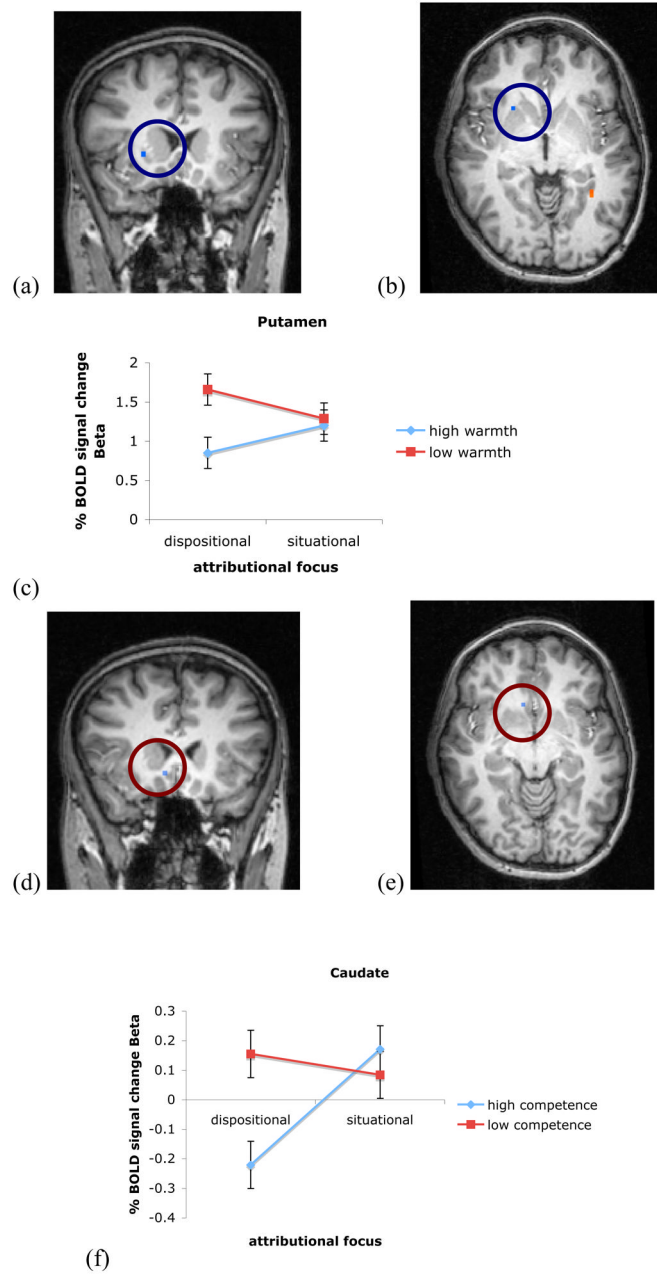 (a)
(b)
Putamen
% BOLD signal change
Beta
2
1.5
1
0.5
0
dispositional situational
attributional focus
high warmth
low warmth
(c)
(d)
(e)
Caudate
% BOLD signal change Beta
0.3
0.2
0.1
0
-0.1
-0.2
-0.3
-0.4
dispositional situational
attributional focus
high competence
low competence
(f)